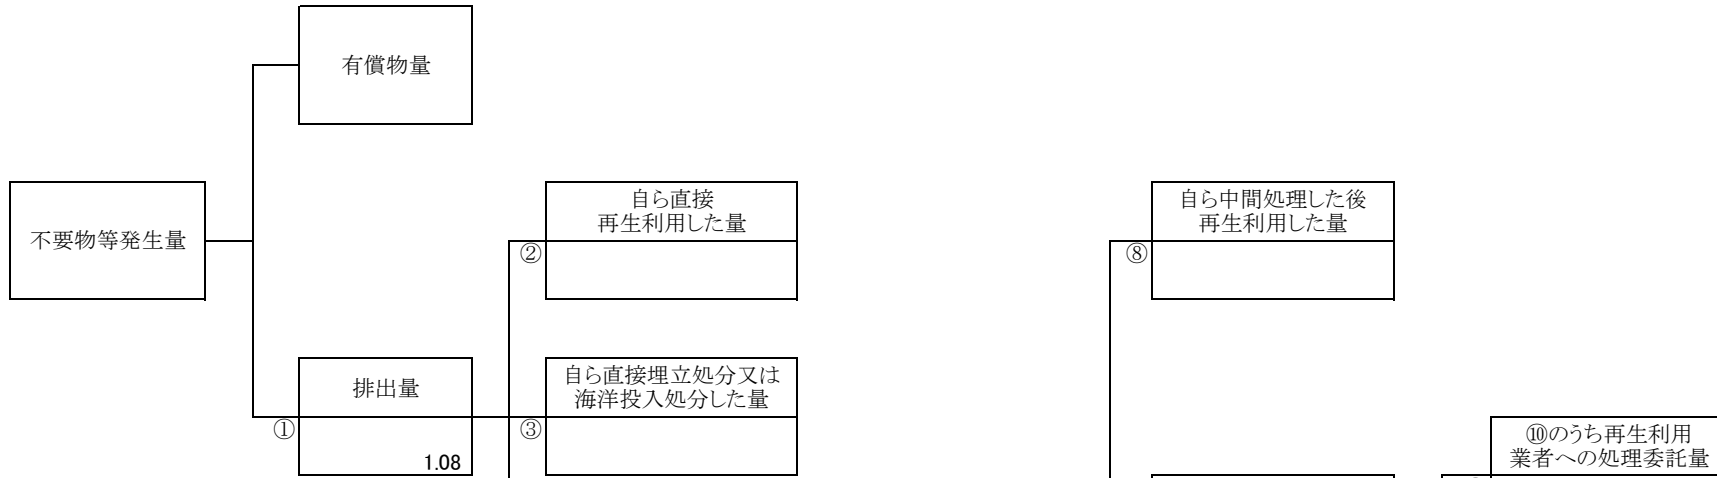 有償物量
不要物等発生量
自ら直接
再生利用した量
②
自ら中間処理した後
再生利用した量
⑧
排出量
①
1.08
自ら直接埋立処分又は
海洋投入処分した量
③
⑩のうち再生利用
業者への処理委託量